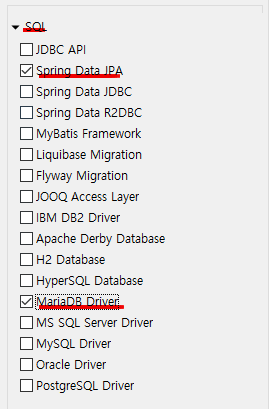 SQL
JDBC API
Spring Data JPA
Spring Data JDBC
Spring Data R2DBC
MyBatis Framework
Liquibase Migration
Flyway Migration
JOOQ Access Layer
IBM DB2 Driver
Apache Derby Database
H2 Database
HyperSQL Database
MariaDB Driver
MS SQL Server Driver
MySQL Driver
Oracle Driver
PostgreSQL Driver